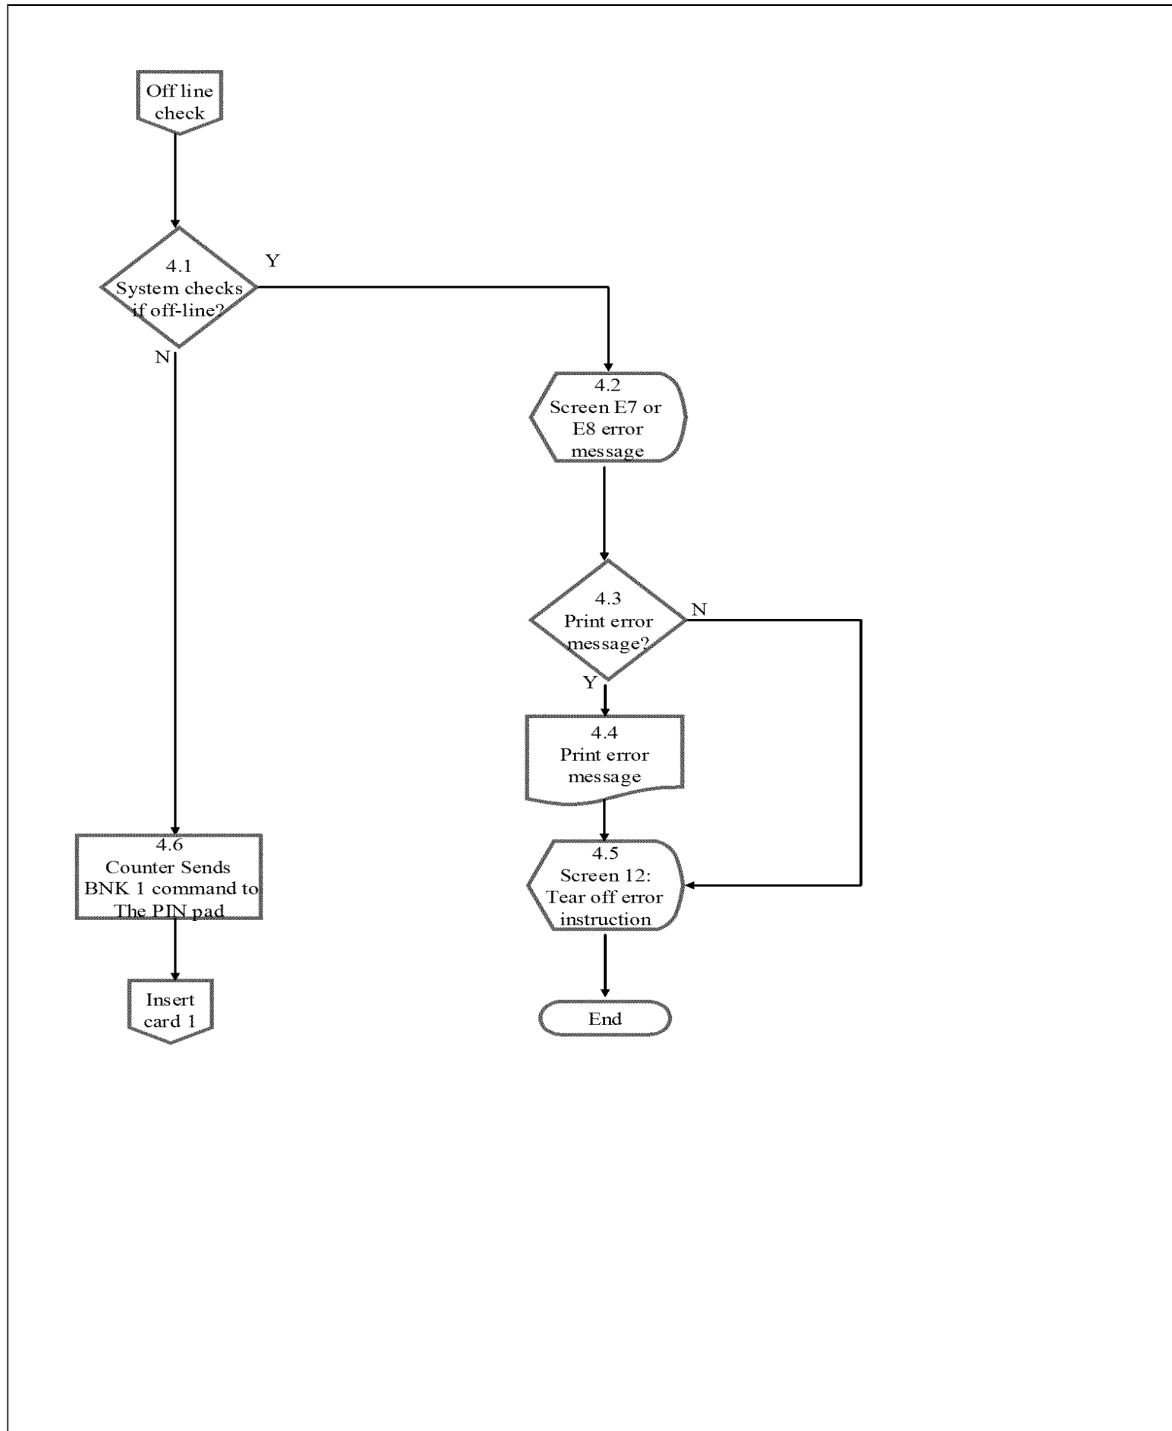 Off line
check
4.1
System checks
if off-line?
Y
N
4.2
Screen E7 or
E8 error
message
4.3
Print error
message?
N
Y
4.4
Print error
message
4.5
Screen 12:
Tear off error
instruction
End
4.6
Counter Sends
BNK 1 command to
The PIN pad
Insert
card 1